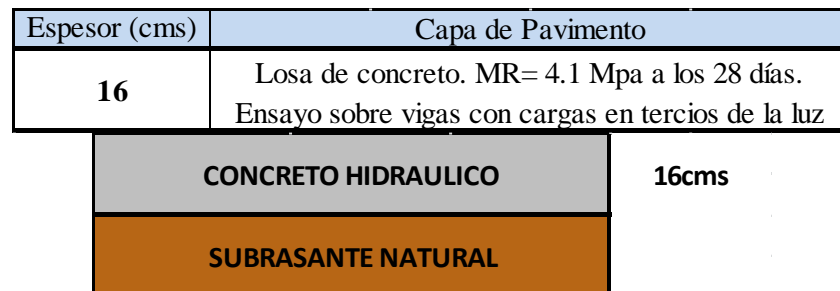 Espesor (cms) Capa de Pavimento
16
Losa de concreto. MR= 4.1 Mpa a los 28 días.
Ensayo sobre vigas con cargas en tercios de la luz
CONCRETO HIDRAULICO 16cms
SUBRASANTE NATURAL